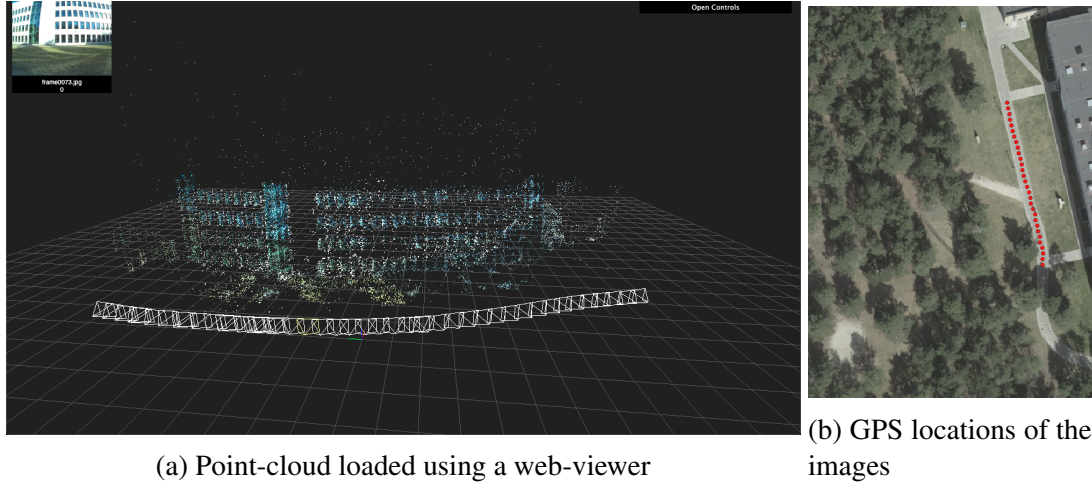 Open Controls
frame0073.jpg
0
(a) Point-cloud loaded using a web-viewer
(b) GPS locations of the
images